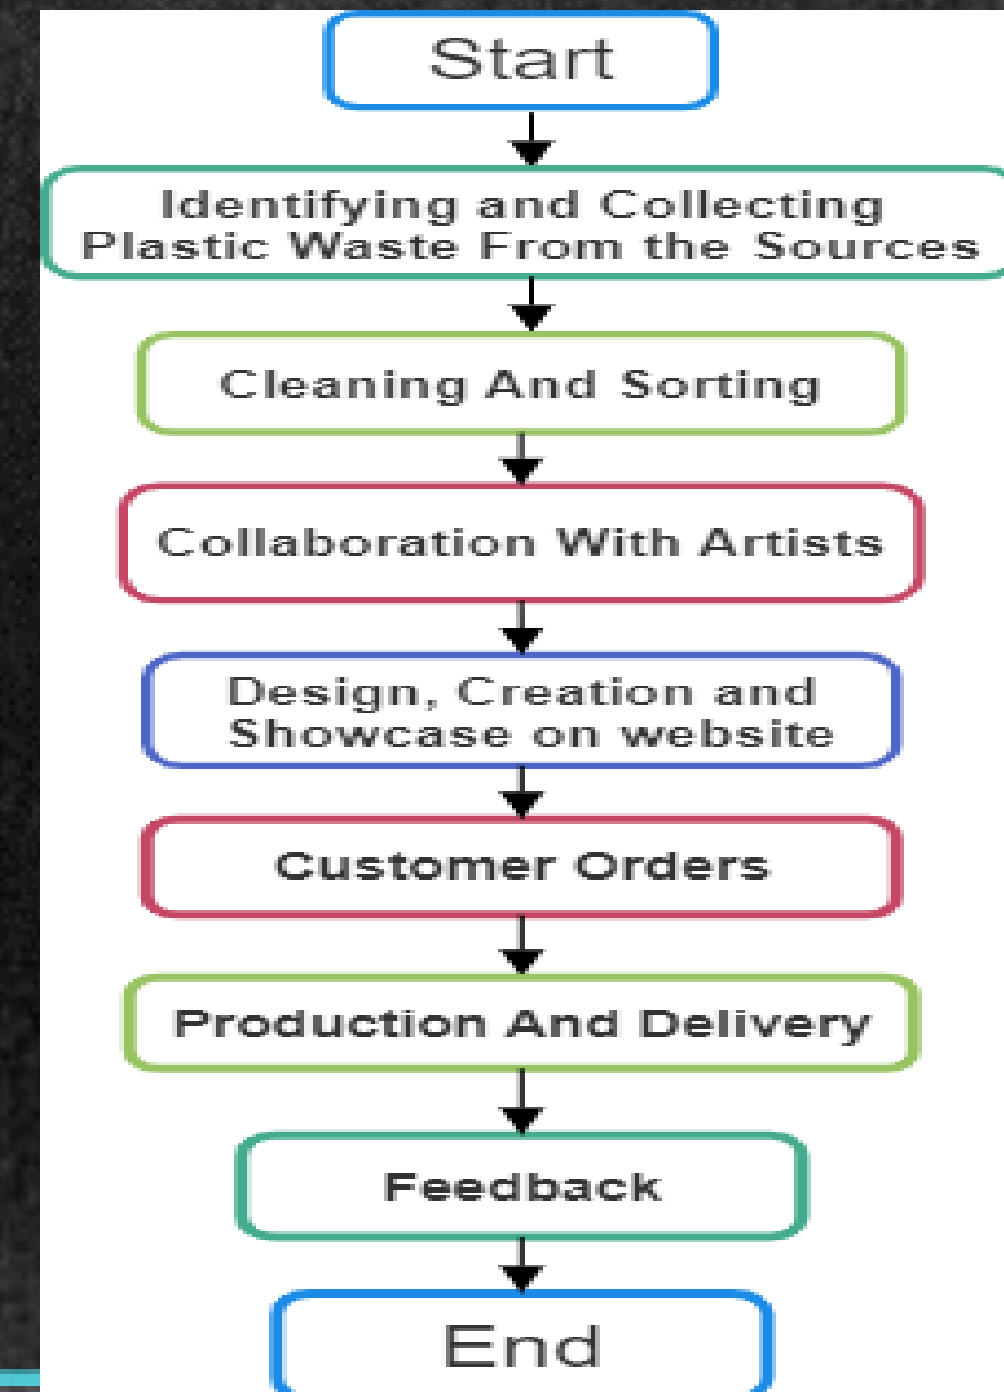 Start
Identifying and Collecting
Plastic Waste From the Sources
Cleaning And Sorting
Collaboration With Artists
Design, Creation and
Showcase on website
Customer Orders
Production And Delivery
Feedback
End